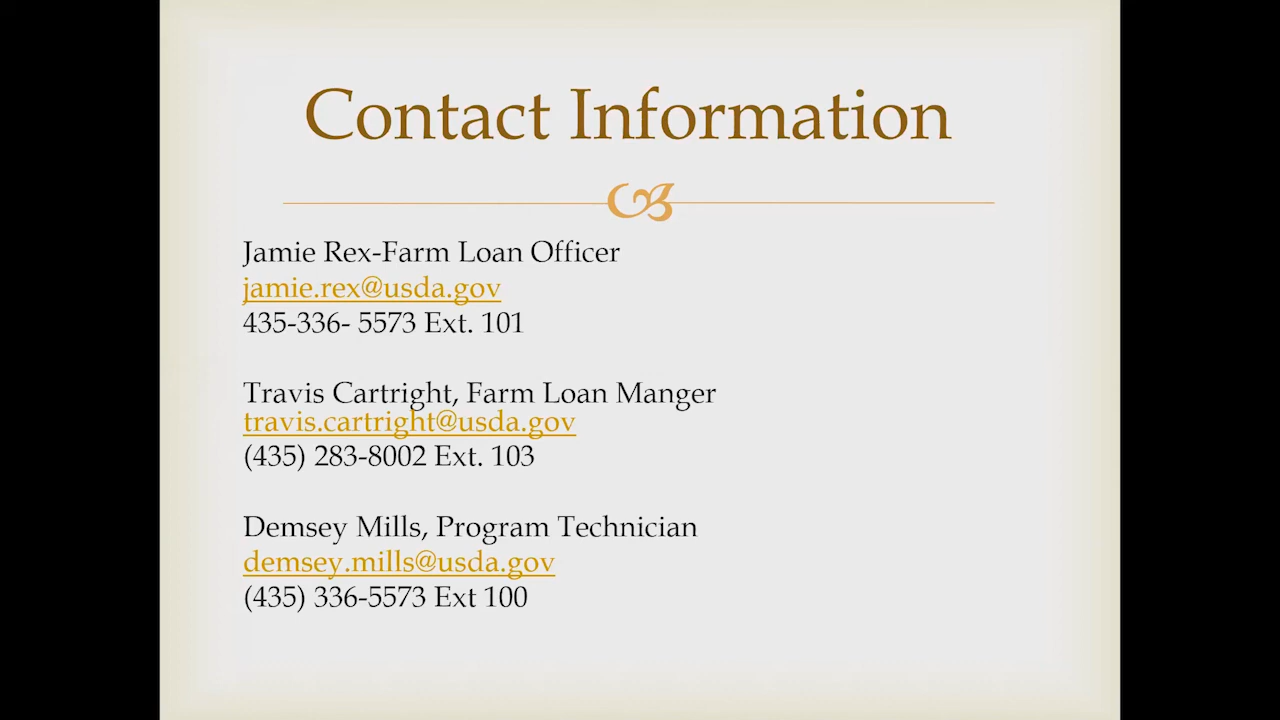 Contact Information
Jamie Rex-Farm Loan Officer
jamie.rex@usda.gov
435-336- 5573 Ext. 101
Travis Cartright, Farm Loan Manger
travis.cartright@usda.gov
(435) 283-8002 Ext. 103
Demsey Mills, Program Technician
demsey.mills@usda.gov
(435) 336-5573 Ext 100